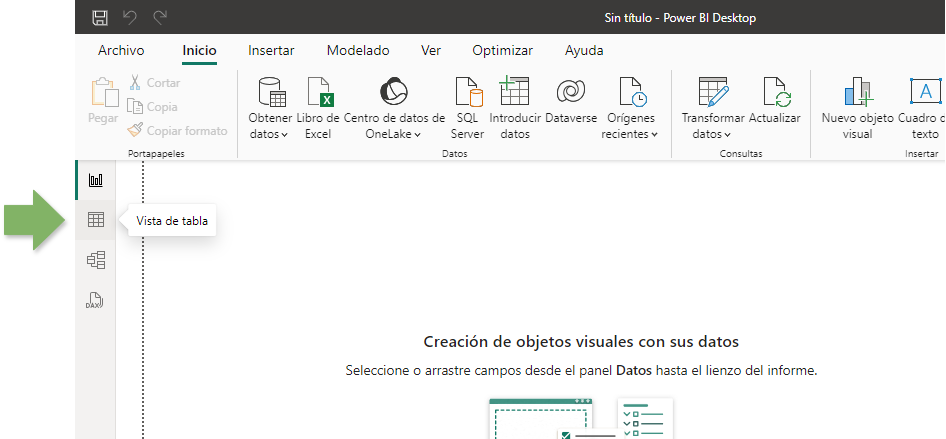 Sin título - Power BI Desktop
Archivo Inicio Insertar Modelado Ver Optimizar Ayuda
Pegar
Cortar
Copia
Copiar formato
Portapapeles
Obtener
datos
Libro de
Excel
Centro de datos de
OneLake
SQL
Server
Introducir
datos
Dataverse
Orígenes
recientes
Datos
Transformar
datos
Actualizar
Consultas
Nuevo objeto
visual
Cuadro d
texto
Insertar
Vista de tabla
DAX
Creación de objetos visuales con sus datos
Seleccione o arrastre campos desde el panel Datos hasta el lienzo del informe.